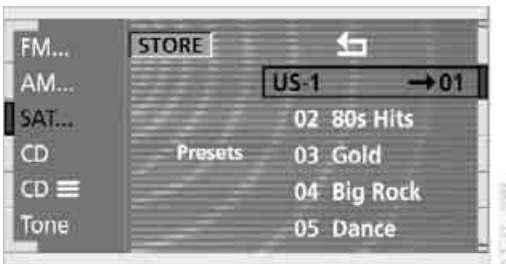 FM...
AM...
SAT...
CD
CD
Tone
STORE
Presets
US-1 → 01
02 80s Hits
03 Gold
04 Big Rock
05 Dance